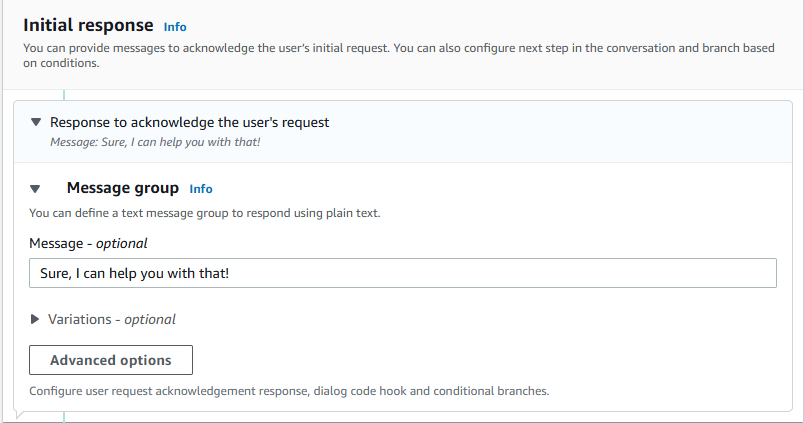 Initial response Info
You can provide messages to acknowledge the user's initial request. You can also configure next step in the conversation and branch based
on conditions.
Response to acknowledge the user's request
Message: Sure, I can help you with that!
Message group Info
You can define a text message group to respond using plain text.
Message - optional
Sure, I can help you with that!
Variations - optional
Advanced options
Configure user request acknowledgement response, dialog code hook and conditional branches.